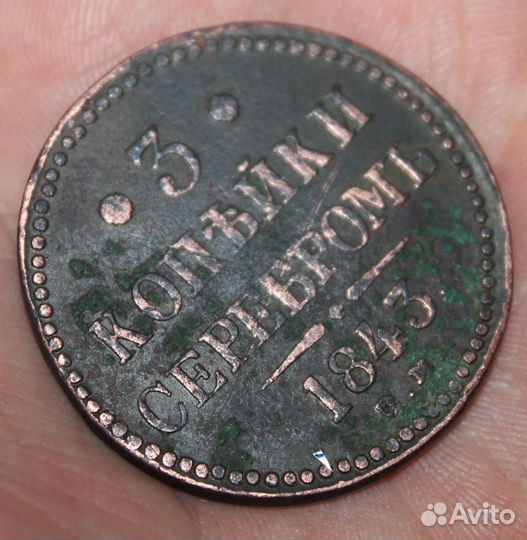 • 3 •
КОПѢЙКИ
СЕРЕБРОМЪ
1843
Е М
Avito